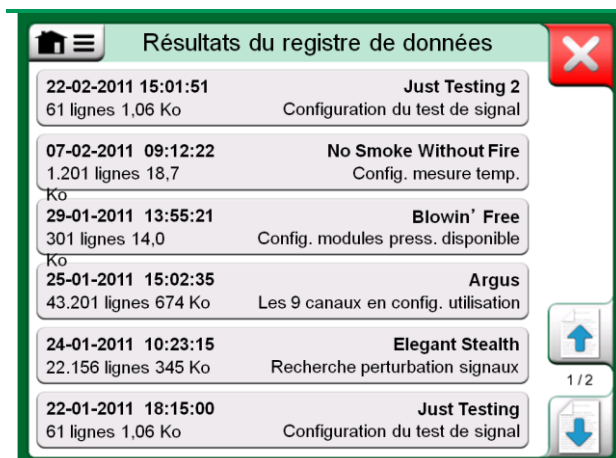 Résultats du registre de données
22-02-2011 15:01:51 Just Testing 2
61 lignes 1,06 Ko Configuration du test de signal
07-02-2011 09:12:22 No Smoke Without Fire
1.201 lignes 18,7 Config. mesure temp.
Ko
29-01-2011 13:55:21 Blowin' Free
301 lignes 14,0 Config. modules press. disponible
Ko
25-01-2011 15:02:35 Argus
43.201 lignes 674 Ko Les 9 canaux en config. utilisation
24-01-2011 10:23:15 Elegant Stealth
22.156 lignes 345 Ko Recherche perturbation signaux
1/2
22-01-2011 18:15:00 Just Testing
61 lignes 1,06 Ko Configuration du test de signal